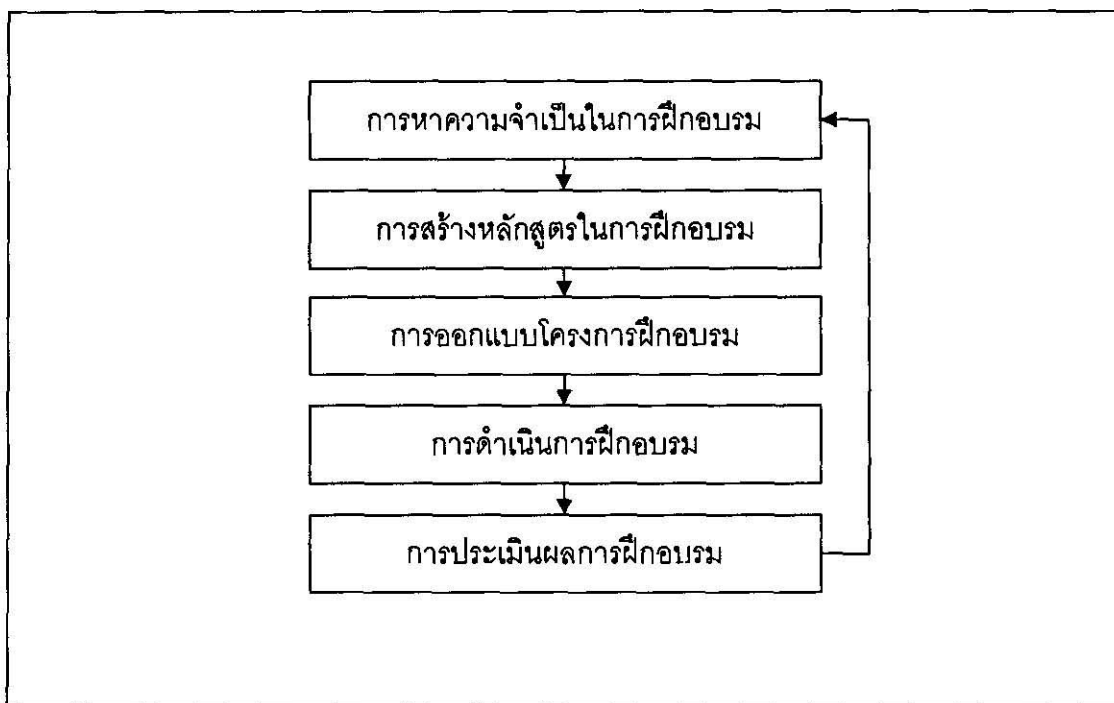 การหาความจำเป็นในการฝึกอบรม
การสร้างหลักสูตรในการฝึกอบรม
การออกแบบโครงการฝึกอบรม
การดำเนินการฝึกอบรม
การประเมินผลการฝึกอบรม